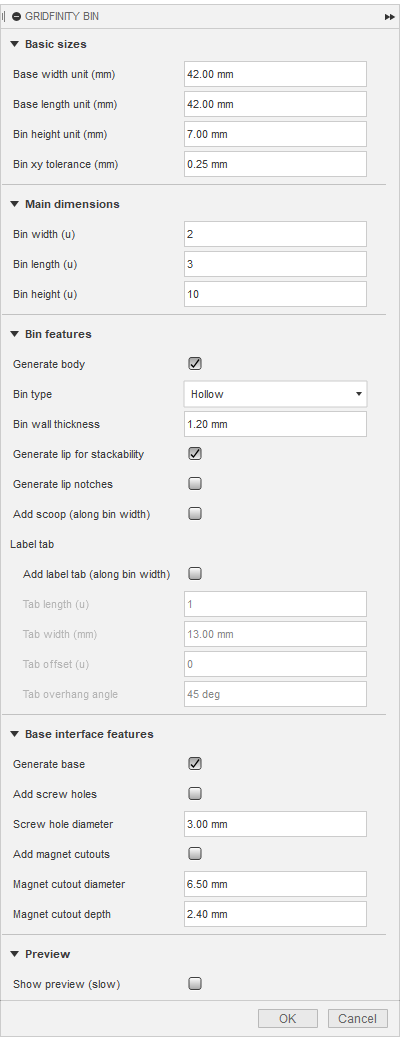 GRIDFINITY BIN
Basic sizes
Base width unit (mm) 42.00 mm
Base length unit (mm) 42.00 mm
Bin height unit (mm) 7.00 mm
Bin xy tolerance (mm) 0.25 mm
Main dimensions
Bin width (u) 2
Bin length (u) 3
Bin height (u) 10
Bin features
Generate body
Bin type Hollow
Bin wall thickness 1.20 mm
Generate lip for stackability
Generate lip notches
Add scoop (along bin width)
Label tab
Add label tab (along bin width)
Tab length (u) 1
Tab width (mm) 13.00 mm
Tab offset (u) 0
Tab overhang angle 45 deg
Base interface features
Generate base
Add screw holes
Screw hole diameter 3.00 mm
Add magnet cutouts
Magnet cutout diameter 6.50 mm
Magnet cutout depth 2.40 mm
Preview
Show preview (slow)
OK Cancel